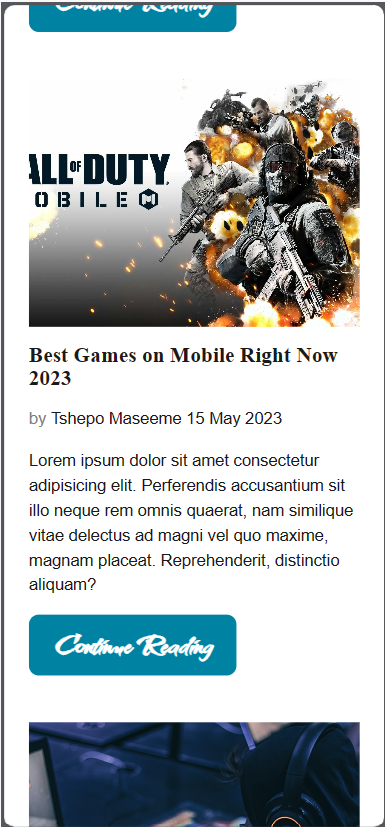 Continue Reading
ALL OF DUTY
OBILE
Best Games on Mobile Right Now
2023
by Tshepo Maseeme 15 May 2023
Lorem ipsum dolor sit amet consectetur
adipisicing elit. Perferendis accusantium sit
illo neque rem omnis quaerat, nam similique
vitae delectus ad magni vel quo maxime,
magnam placeat. Reprehenderit, distinctio
aliquam?
Continue Reading